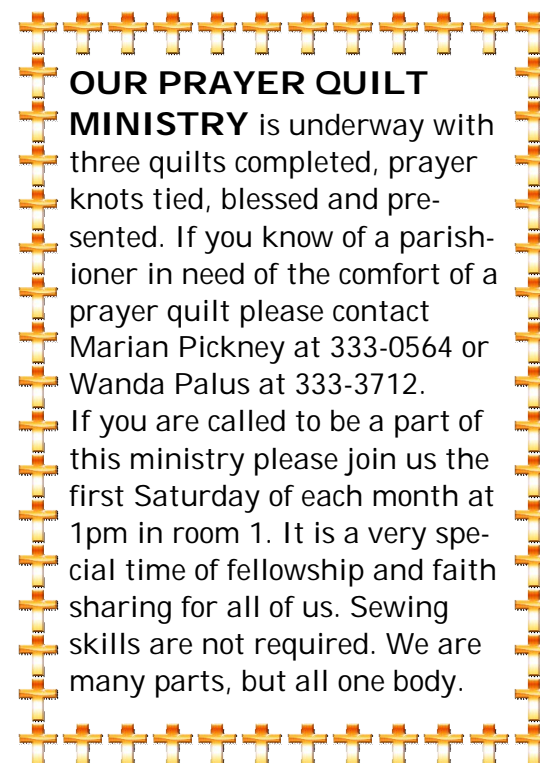 OUR PRAYER QUILT
MINISTRY is underway with
three quilts completed, prayer
knots tied, blessed and pre-
sented. If you know of a parish-
ioner in need of the comfort of a
prayer quilt please contact
Marian Pickney at 333-0564 or
Wanda Palus at 333-3712.
If you are called to be a part of
this ministry please join us the
first Saturday of each month at
1pm in room 1. It is a very spe-
cial time of fellowship and faith
sharing for all of us. Sewing
skills are not required. We are
many parts, but all one body.